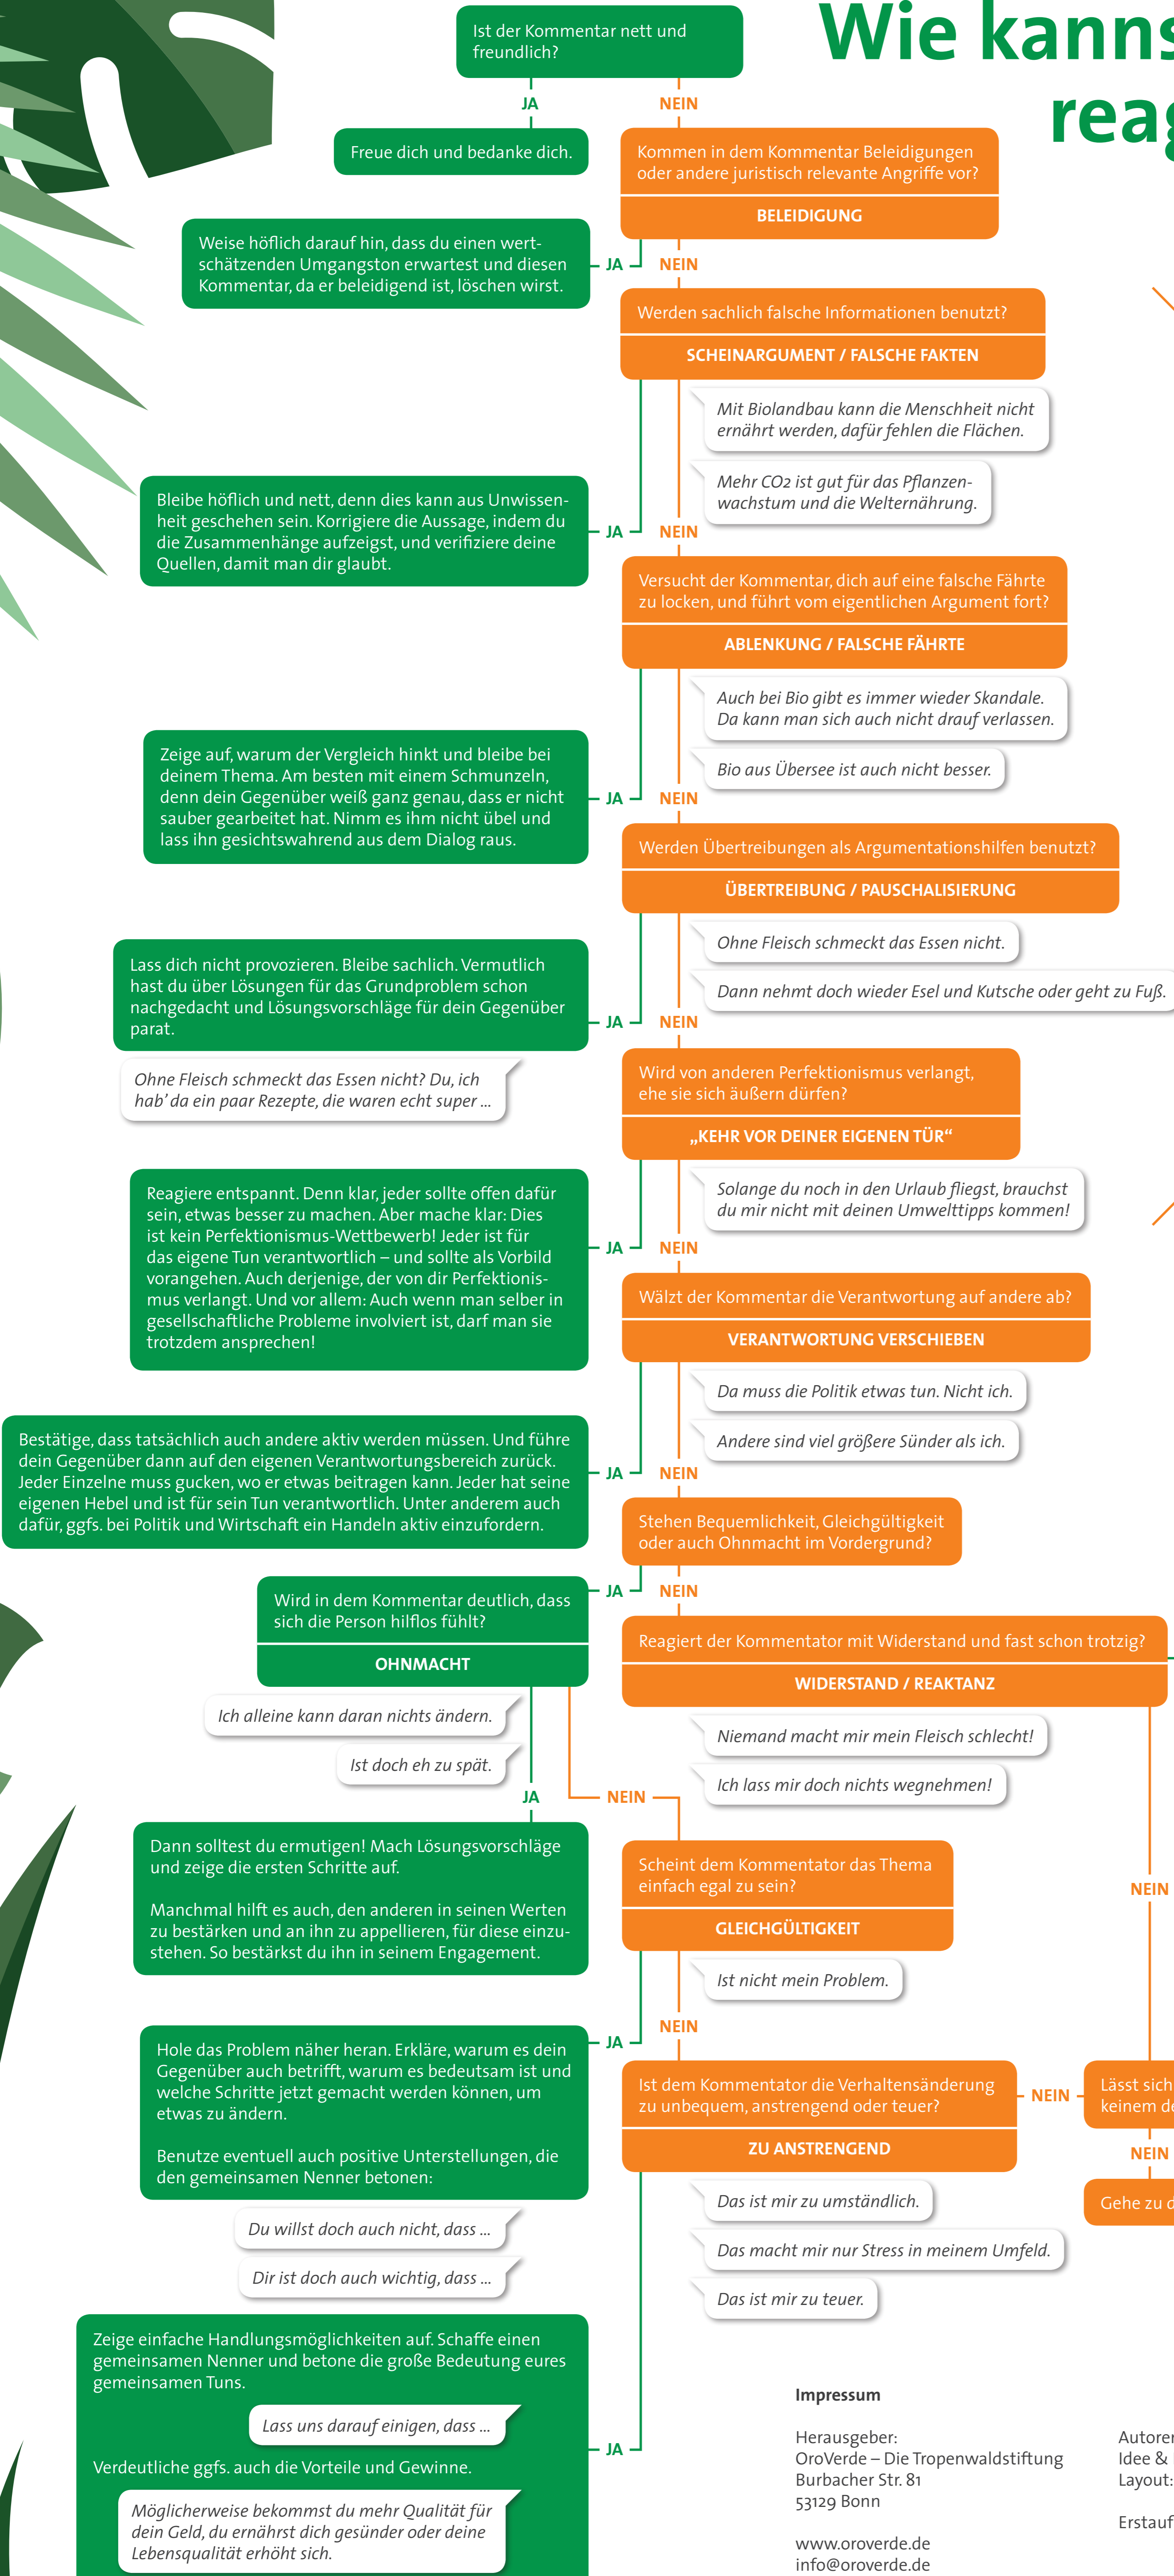 Wie kanns
reag
Ist der Kommentar nett und
freundlich?
JA
NEIN
Freue dich und bedanke dich.
Kommen in dem Kommentar Beleidigungen
oder andere juristisch relevante Angriffe vor?
BELEIDIGUNG
Weise höflich darauf hin, dass du einen wert-
schätzenden Umgangston erwartest und diesen
Kommentar, da er beleidigend ist, löschen wirst.
JA
NEIN
Werden sachlich falsche Informationen benutzt?
SCHEINARGUMENT / FALSCHE FAKTEN
Mit Biolandbau kann die Menschheit nicht
ernährt werden, dafür fehlen die Flächen.
Mehr CO2 ist gut für das Pflanzen-
wachstum und die Welternährung.
Bleibe höflich und nett, denn dies kann aus Unwissen-
heit geschehen sein. Korrigiere die Aussage, indem du
die Zusammenhänge aufzeigst, und verifiziere deine
Quellen, damit man dir glaubt.
JA
NEIN
Versucht der Kommentar, dich auf eine falsche Fährte
zu locken, und führt vom eigentlichen Argument fort?
ABLENKUNG / FALSCHE FÄHRTE
Auch bei Bio gibt es immer wieder Skandale.
Da kann man sich auch nicht drauf verlassen.
Bio aus Übersee ist auch nicht besser.
Zeige auf, warum der Vergleich hinkt und bleibe bei
deinem Thema. Am besten mit einem Schmunzeln,
denn dein Gegenüber weiß ganz genau, dass er nicht
sauber gearbeitet hat. Nimm es ihm nicht übel und
lass ihn gesichtswahrend aus dem Dialog raus.
JA
NEIN
Werden Übertreibungen als Argumentationshilfen benutzt?
ÜBERTREIBUNG / PAUSCHALISIERUNG
Ohne Fleisch schmeckt das Essen nicht.
Dann nehmt doch wieder Esel und Kutsche oder geht zu Fuß.
Lass dich nicht provozieren. Bleibe sachlich. Vermutlich
hast du über Lösungen für das Grundproblem schon
nachgedacht und Lösungsvorschläge für dein Gegenüber
parat.
JA
NEIN
Ohne Fleisch schmeckt das Essen nicht? Du, ich
hab’ da ein paar Rezepte, die waren echt super ...
Wird von anderen Perfektionismus verlangt,
ehe sie sich äußern dürfen?
„KEHR VOR DEINER EIGENEN TÜR“
Solange du noch in den Urlaub fliegst, brauchst
du mir nicht mit deinen Umwelttipps kommen!
Reagiere entspannt. Denn klar, jeder sollte offen dafür
sein, etwas besser zu machen. Aber mache klar: Dies
ist kein Perfektionismus-Wettbewerb! Jeder ist für
das eigene Tun verantwortlich – und sollte als Vorbild
vorangehen. Auch derjenige, der von dir Perfektionis-
mus verlangt. Und vor allem: Auch wenn man selber in
gesellschaftliche Probleme involviert ist, darf man sie
trotzdem ansprechen!
JA
NEIN
Wälzt der Kommentar die Verantwortung auf andere ab?
VERANTWORTUNG VERSCHIEBEN
Da muss die Politik etwas tun. Nicht ich.
Andere sind viel größere Sünder als ich.
Bestätige, dass tatsächlich auch andere aktiv werden müssen. Und führe
dein Gegenüber dann auf den eigenen Verantwortungsbereich zurück.
Jeder Einzelne muss gucken, wo er etwas beitragen kann. Jeder hat seine
eigenen Hebel und ist für sein Tun verantwortlich. Unter anderem auch
dafür, ggfs. bei Politik und Wirtschaft ein Handeln aktiv einzufordern.
JA
NEIN
Stehen Bequemlichkeit, Gleichgültigkeit
oder auch Ohnmacht im Vordergrund?
JA
NEIN
Wird in dem Kommentar deutlich, dass
sich die Person hilflos fühlt?
OHNMACHT
Ich alleine kann daran nichts ändern.
Ist doch eh zu spät.
Reagiert der Kommentator mit Widerstand und fast schon trotzig?
WIDERSTAND / REAKTANZ
Niemand macht mir mein Fleisch schlecht!
Ich lass mir doch nichts wegnehmen!
JA
NEIN
Dann solltest du ermutigen! Mach Lösungsvorschläge
und zeige die ersten Schritte auf.
Manchmal hilft es auch, den anderen in seinen Werten
zu bestärken und an ihn zu appellieren, für diese einzu-
stehen. So bestärkst du ihn in seinem Engagement.
Scheint dem Kommentator das Thema
einfach egal zu sein?
GLEICHGÜLTIGKEIT
Ist nicht mein Problem.
NEIN
Hole das Problem näher heran. Erkläre, warum es dein
Gegenüber auch betrifft, warum es bedeutsam ist und
welche Schritte jetzt gemacht werden können, um
etwas zu ändern.
Benutze eventuell auch positive Unterstellungen, die
den gemeinsamen Nenner betonen:
Du willst doch auch nicht, dass ...
Dir ist doch auch wichtig, dass ...
JA
NEIN
Ist dem Kommentator die Verhaltensänderung
zu unbequem, anstrengend oder teuer?
ZU ANSTRENGEND
NEIN
Lässt sich
keinem de
NEIN
Gehe zu d
Das ist mir zu umständlich.
Das macht mir nur Stress in meinem Umfeld.
Das ist mir zu teuer.
Zeige einfache Handlungsmöglichkeiten auf. Schaffe einen
gemeinsamen Nenner und betone die große Bedeutung eures
gemeinsamen Tuns.
Lass uns darauf einigen, dass ...
JA
Verdeutliche ggfs. auch die Vorteile und Gewinne.
Möglicherweise bekommst du mehr Qualität für
dein Geld, du ernährst dich gesünder oder deine
Lebensqualität erhöht sich.
Impressum
Herausgeber:
OroVerde – Die Tropenwaldstiftung
Burbacher Str. 81
53129 Bonn
www.oroverde.de
info@oroverde.de
Autoren
Idee &
Layout:
Erstauf